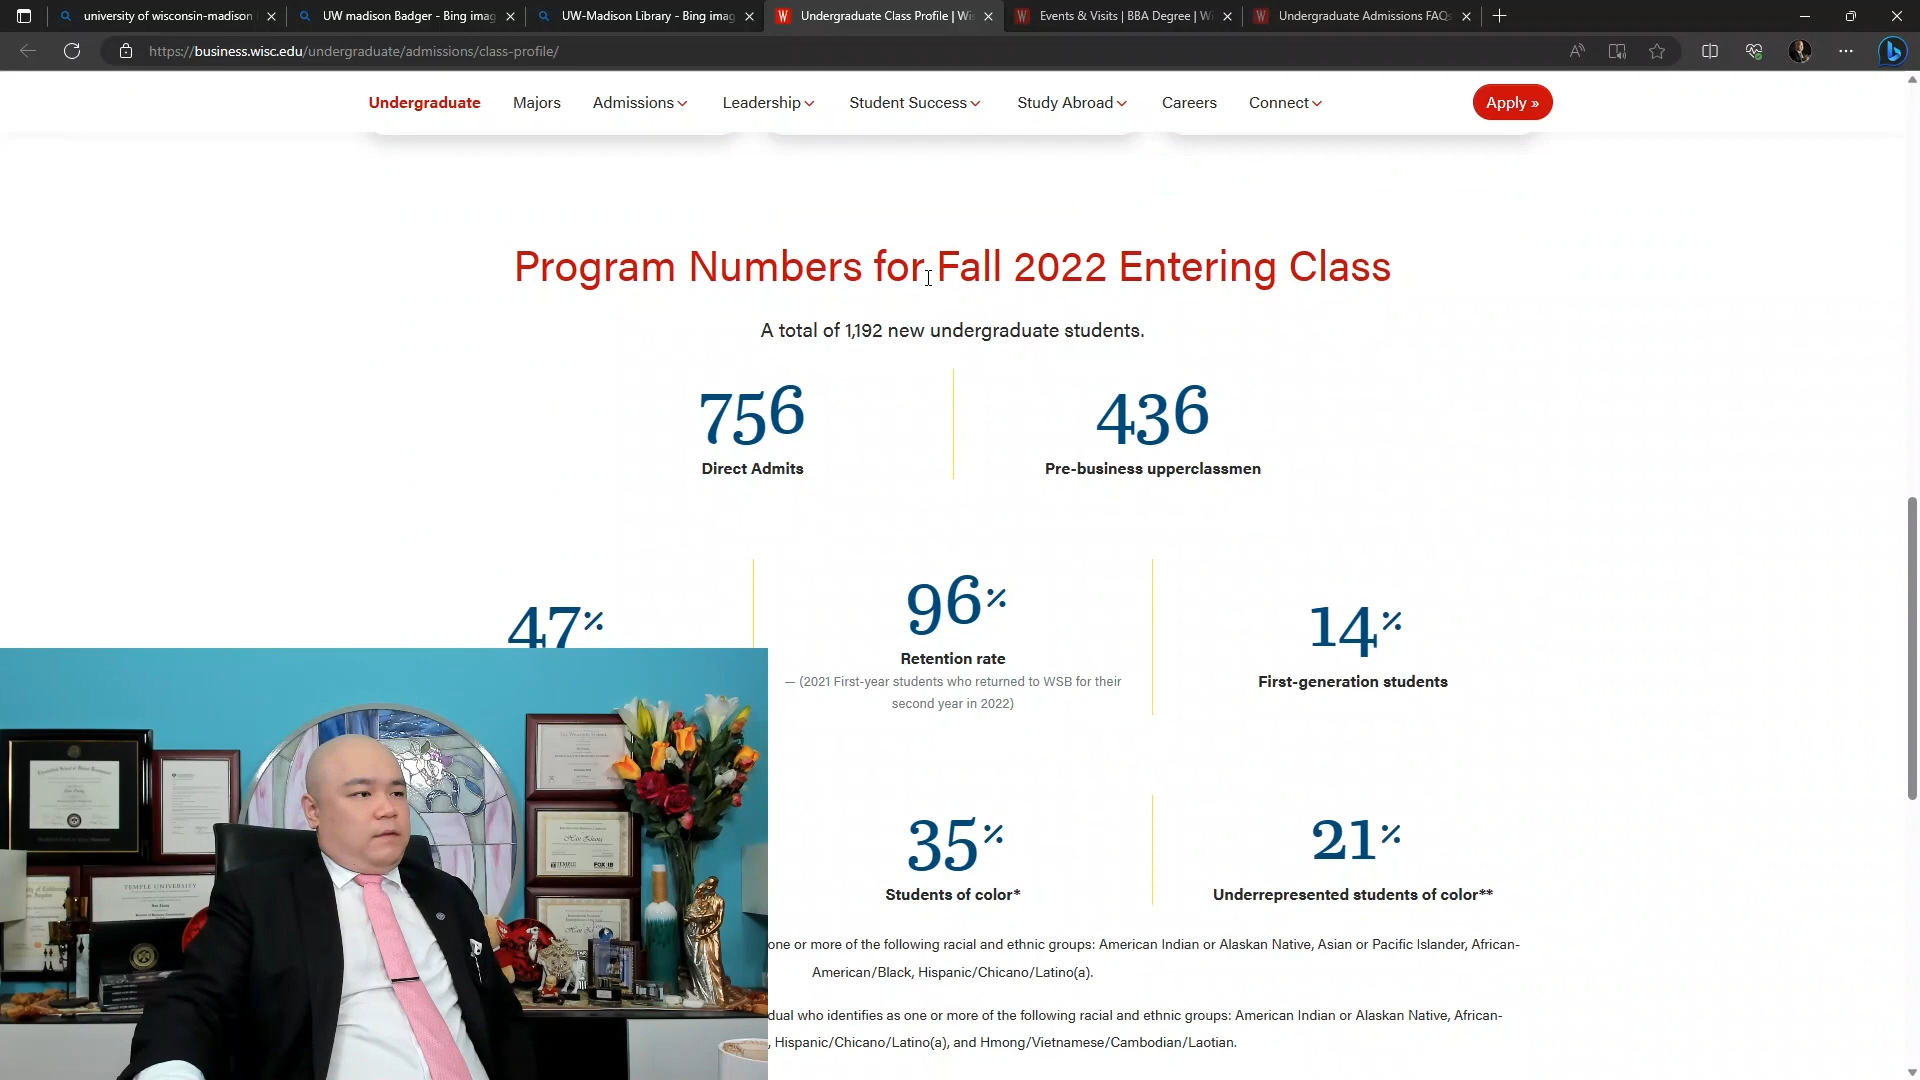 university of wisconsin-madison
UW madison Badger - Bing imag
UW-Madison Library - Bing imag
Undergraduate Class Profile | Wis
Events & Visits | BBA Degree | Wi
Undergraduate Admissions FAQs
https://business.wisc.edu/undergraduate/admissions/class-profile/
Undergraduate Majors Admissions Leadership Student Success Study Abroad Careers Connect Apply »
Program Numbers for Fall 2022 Entering Class
A total of 1,192 new undergraduate students.
756
Direct Admits
436
Pre-business upperclassmen
47%
96%
Retention rate
— (2021 First-year students who returned to WSB for their
second year in 2022)
14%
First-generation students
35%
Students of color*
21%
Underrepresented students of color**
one or more of the following racial and ethnic groups: American Indian or Alaskan Native, Asian or Pacific Islander, African-
American/Black, Hispanic/Chicano/Latino(a).
dual who identifies as one or more of the following racial and ethnic groups: American Indian or Alaskan Native, African-
, Hispanic/Chicano/Latino(a), and Hmong/Vietnamese/Cambodian/Laotian.
TEMPLE UNIVERSITY